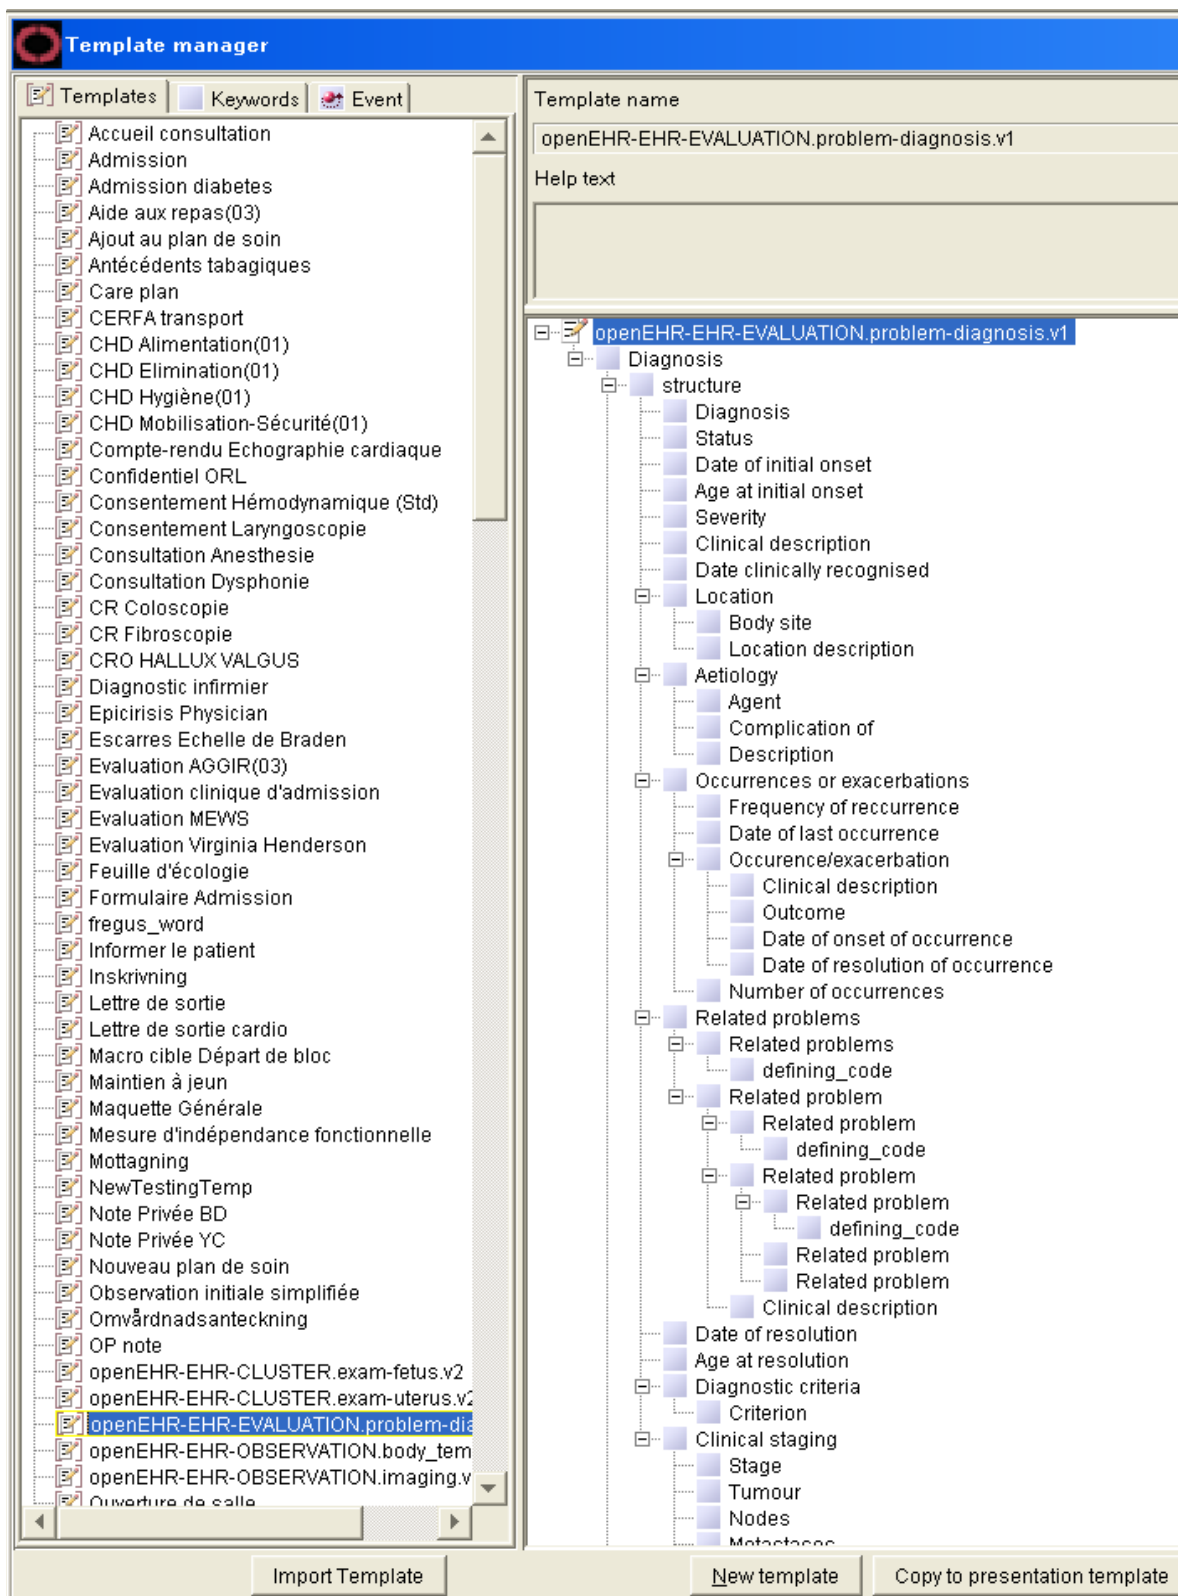 Template manager
Templates
Keywords
Event
Accueil consultation
Admission
Admission diabetes
Aide aux repas(03)
Ajout au plan de soin
Antécédents tabagiques
Care plan
CERFA transport
CHD Alimentation(01)
CHD Elimination(01)
CHD Hygiène(01)
CHD Mobilisation-Sécurité(01)
Compte-rendu Echographie cardiaque
Confidentiel ORL
Consentement Hémodynamique (Std)
Consentement Laryngoscopie
Consultation Anesthesie
Consultation Dysphonie
CR Coloscopie
CR Fibroscopie
CRO HALLUX VALGUS
Diagnostic infirmier
Epicirisis Physician
Escarres Echelle de Braden
Evaluation AGGIR(03)
Evaluation clinique d'admission
Evaluation MEWS
Evaluation Virginia Henderson
Feuille d'écologie
Formulaire Admission
fregus_word
Informer le patient
Inskrivning
Lettre de sortie
Lettre de sortie cardio
Macro cible Départ de bloc
Maintien à jeun
Maquette Générale
Mesure d'indépendance fonctionnelle
Mottagning
NewTestingTemp
Note Privée BD
Note Privée YC
Nouveau plan de soin
Observation initiale simplifiée
Omvårdnadsanteckning
OP note
openEHR-EHR-CLUSTER.exam-fetus.v2
openEHR-EHR-CLUSTER.exam-uterus.v2
openEHR-EHR-EVALUATION.problem-dia
openEHR-EHR-OBSERVATION.body_tem
openEHR-EHR-OBSERVATION.imaging.v
Ouverture de salle
Import Template
Template name
openEHR-EHR-EVALUATION.problem-diagnosis.v1
Help text
openEHR-EHR-EVALUATION.problem-diagnosis.v1
Diagnosis
structure
Diagnosis
Status
Date of initial onset
Age at initial onset
Severity
Clinical description
Date clinically recognised
Location
Body site
Location description
Aetiology
Agent
Complication of
Description
Occurrences or exacerbations
Frequency of reccurrence
Date of last occurrence
Occurence/exacerbation
Clinical description
Outcome
Date of onset of occurrence
Date of resolution of occurrence
Number of occurrences
Related problems
Related problems
defining_code
Related problem
Related problem
defining_code
Related problem
Related problem
defining_code
Related problem
Related problem
Clinical description
Date of resolution
Age at resolution
Diagnostic criteria
Criterion
Clinical staging
Stage
Tumour
Nodes
Metastases
New template
Copy to presentation template